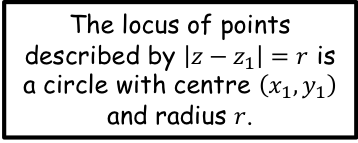 The locus of points
described by |z − z₁| = r is
a circle with centre (x₁, y₁)
and radius r.